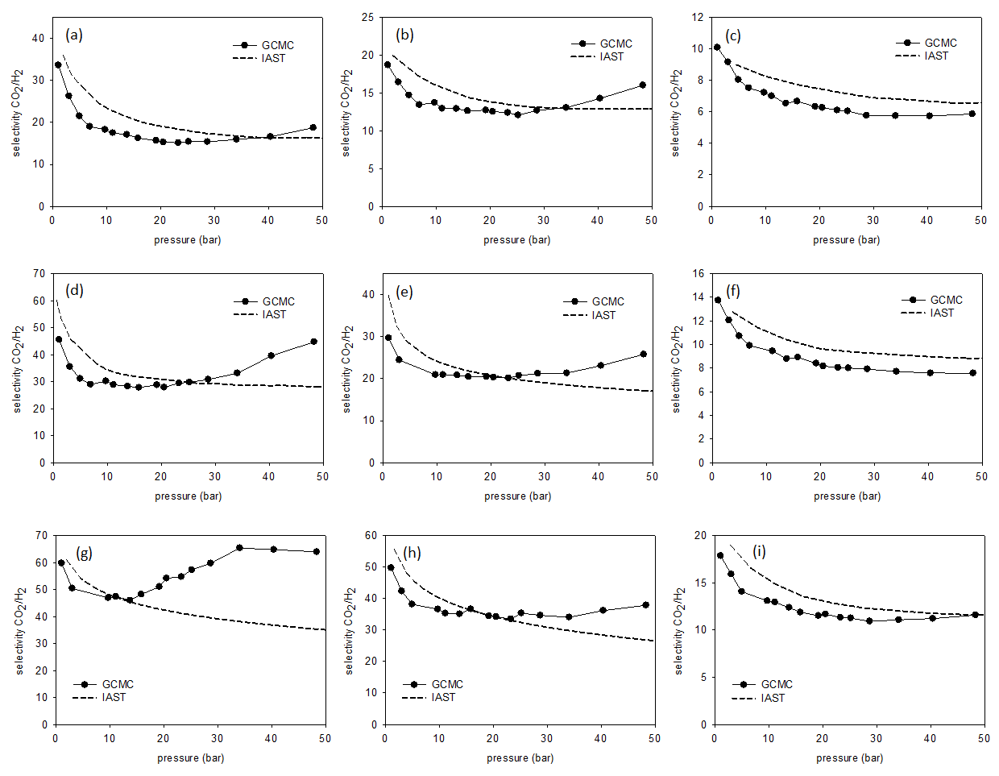 (a)
GCMC
IAST
selectivity CO2/H2
40
30
20
10
0
0 10 20 30 40 50
pressure (bar)
(b)
GCMC
IAST
selectivity CO2/H2
25
20
15
10
5
0
0 10 20 30 40 50
pressure (bar)
(c)
GCMC
IAST
selectivity CO2/H2
12
10
8
6
4
2
0
0 10 20 30 40 50
pressure (bar)
(d)
GCMC
IAST
selectivity CO2/H2
70
60
50
40
30
20
10
0
0 10 20 30 40 50
pressure (bar)
(e)
GCMC
IAST
selectivity CO2/H2
40
30
20
10
0
0 10 20 30 40 50
pressure (bar)
(f)
GCMC
IAST
selectivity CO2/H2
16
14
12
10
8
6
4
2
0
0 10 20 30 40 50
pressure (bar)
(g)
GCMC
IAST
selectivity CO2/H2
70
60
50
40
30
20
10
0
0 10 20 30 40 50
pressure (bar)
(h)
GCMC
IAST
selectivity CO2/H2
60
50
40
30
20
10
0
0 10 20 30 40 50
pressure (bar)
(i)
GCMC
IAST
selectivity CO2/H2
20
15
10
5
0
0 10 20 30 40 50
pressure (bar)